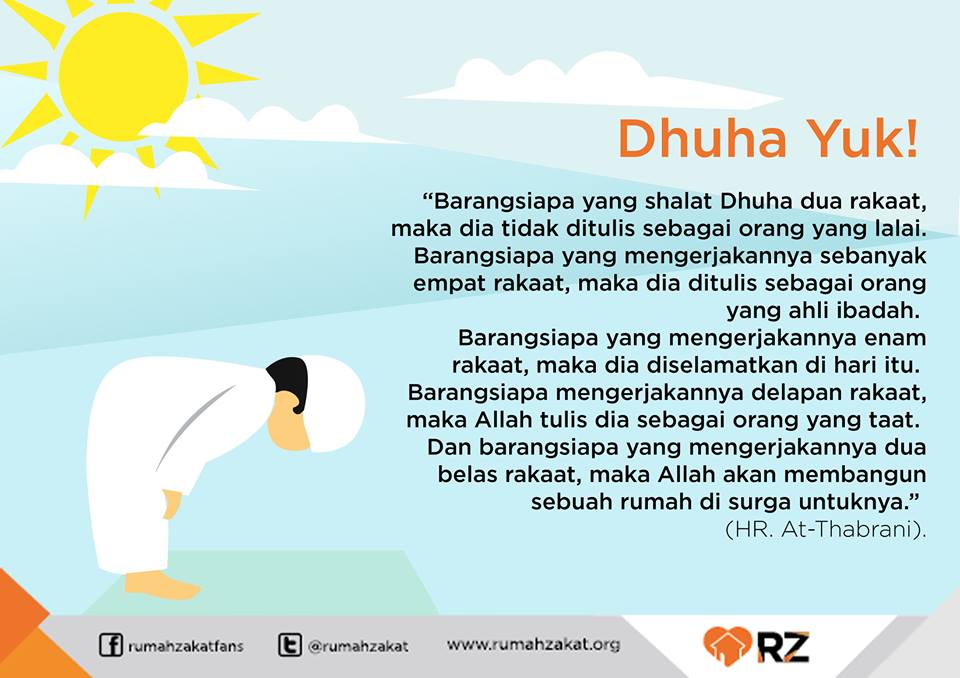 Dhuha Yuk!
“Barangsiapa yang shalat Dhuha dua rakaat,
maka dia tidak ditulis sebagai orang yang lalai.
Barangsiapa yang mengerjakannya sebanyak
empat rakaat, maka dia ditulis sebagai orang
yang ahli ibadah.
Barangsiapa yang mengerjakannya enam
rakaat, maka dia diselamatkan di hari itu.
Barangsiapa mengerjakannya delapan rakaat,
maka Allah tulis dia sebagai orang yang taat.
Dan barangsiapa yang mengerjakannya dua
belas rakaat, maka Allah akan membangun
sebuah rumah di surga untuknya.”
(HR. At-Thabrani).
rumahzakatfans @rumahzakat www.rumahzakat.org RZ